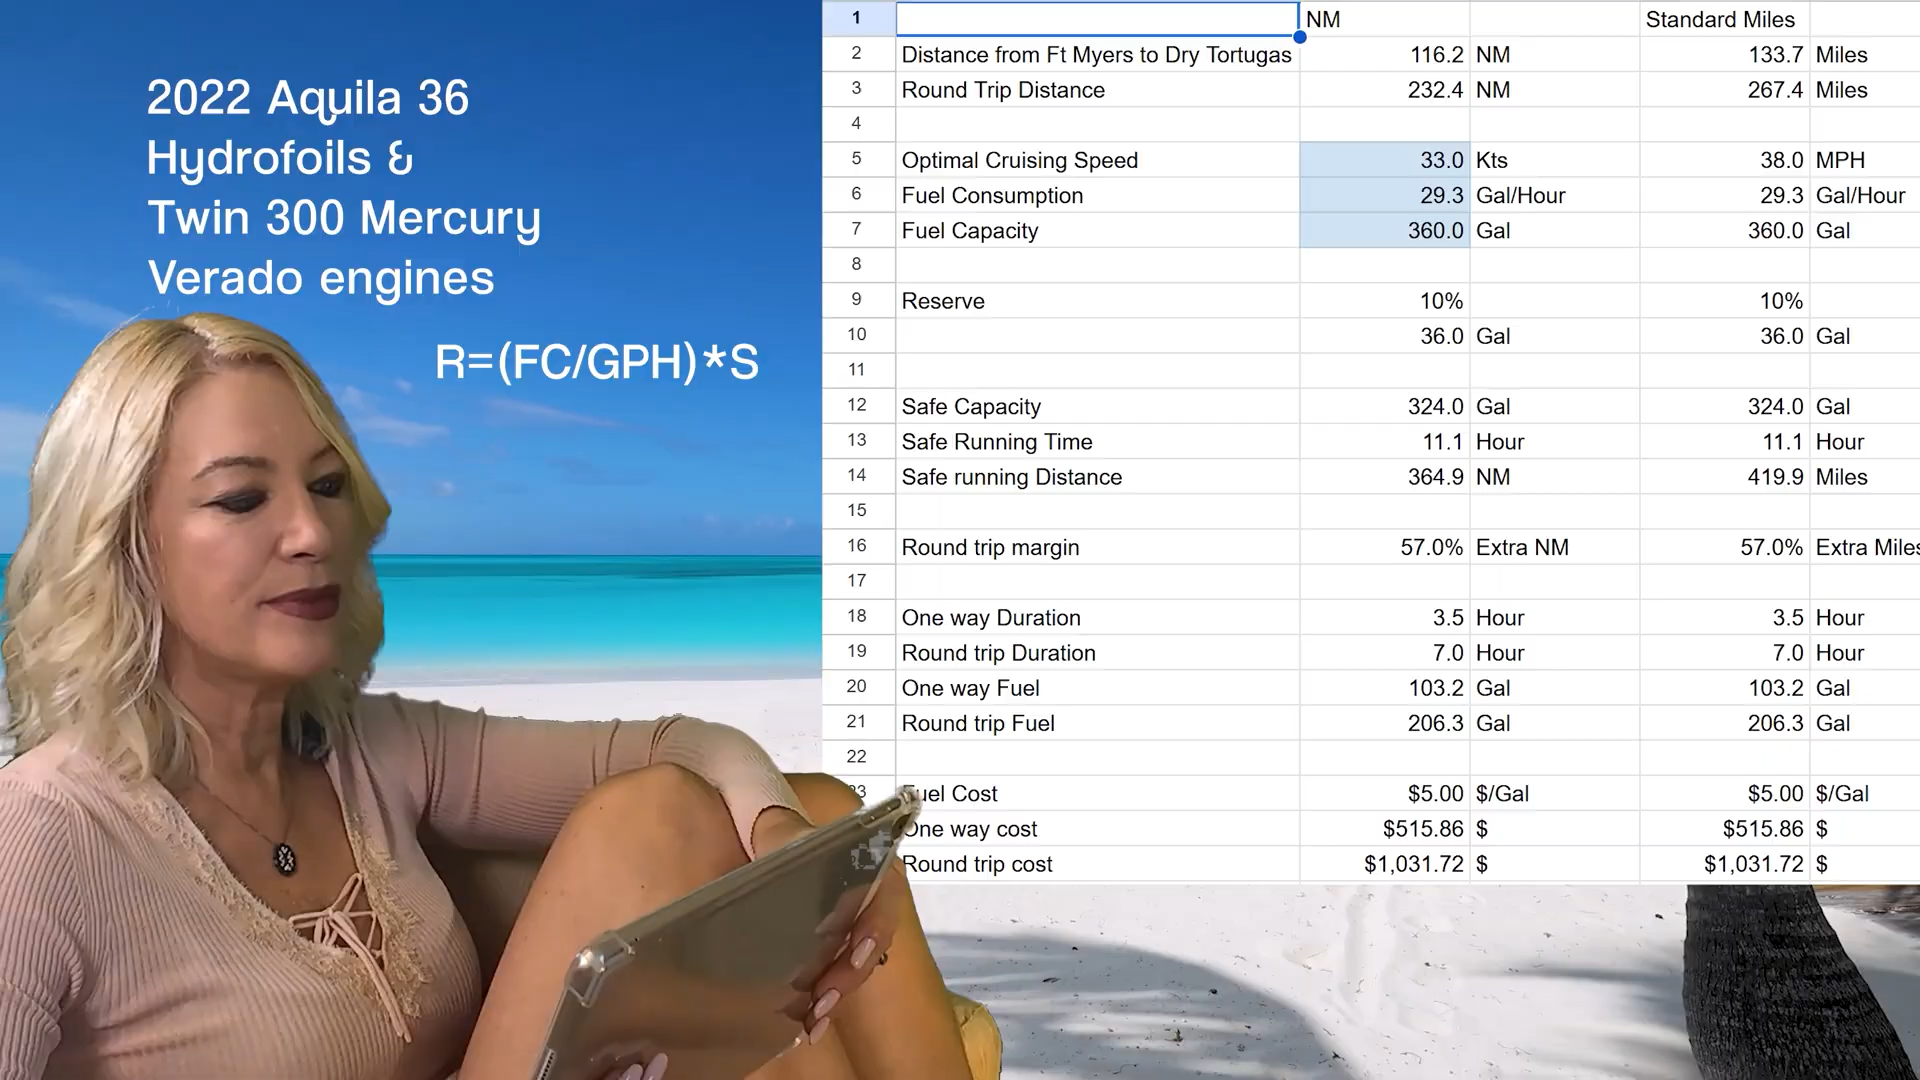 2022 Aquila 36
Hydrofoils &
Twin 300 Mercury
Verado engines
R=(FC/GPH)*S
1 NM Standard Miles
2 Distance from Ft Myers to Dry Tortugas 116.2 NM 133.7 Miles
3 Round Trip Distance 232.4 NM 267.4 Miles
4
5 Optimal Cruising Speed 33.0 Kts 38.0 MPH
6 Fuel Consumption 29.3 Gal/Hour 29.3 Gal/Hour
7 Fuel Capacity 360.0 Gal 360.0 Gal
8
9 Reserve 10% 10%
10 36.0 Gal 36.0 Gal
11
12 Safe Capacity 324.0 Gal 324.0 Gal
13 Safe Running Time 11.1 Hour 11.1 Hour
14 Safe running Distance 364.9 NM 419.9 Miles
15
16 Round trip margin 57.0% Extra NM 57.0% Extra Miles
17
18 One way Duration 3.5 Hour 3.5 Hour
19 Round trip Duration 7.0 Hour 7.0 Hour
20 One way Fuel 103.2 Gal 103.2 Gal
21 Round trip Fuel 206.3 Gal 206.3 Gal
22
23 Fuel Cost $5.00 $/Gal $5.00 $/Gal
One way cost $515.86 $ $515.86 $
Round trip cost $1,031.72 $ $1,031.72 $